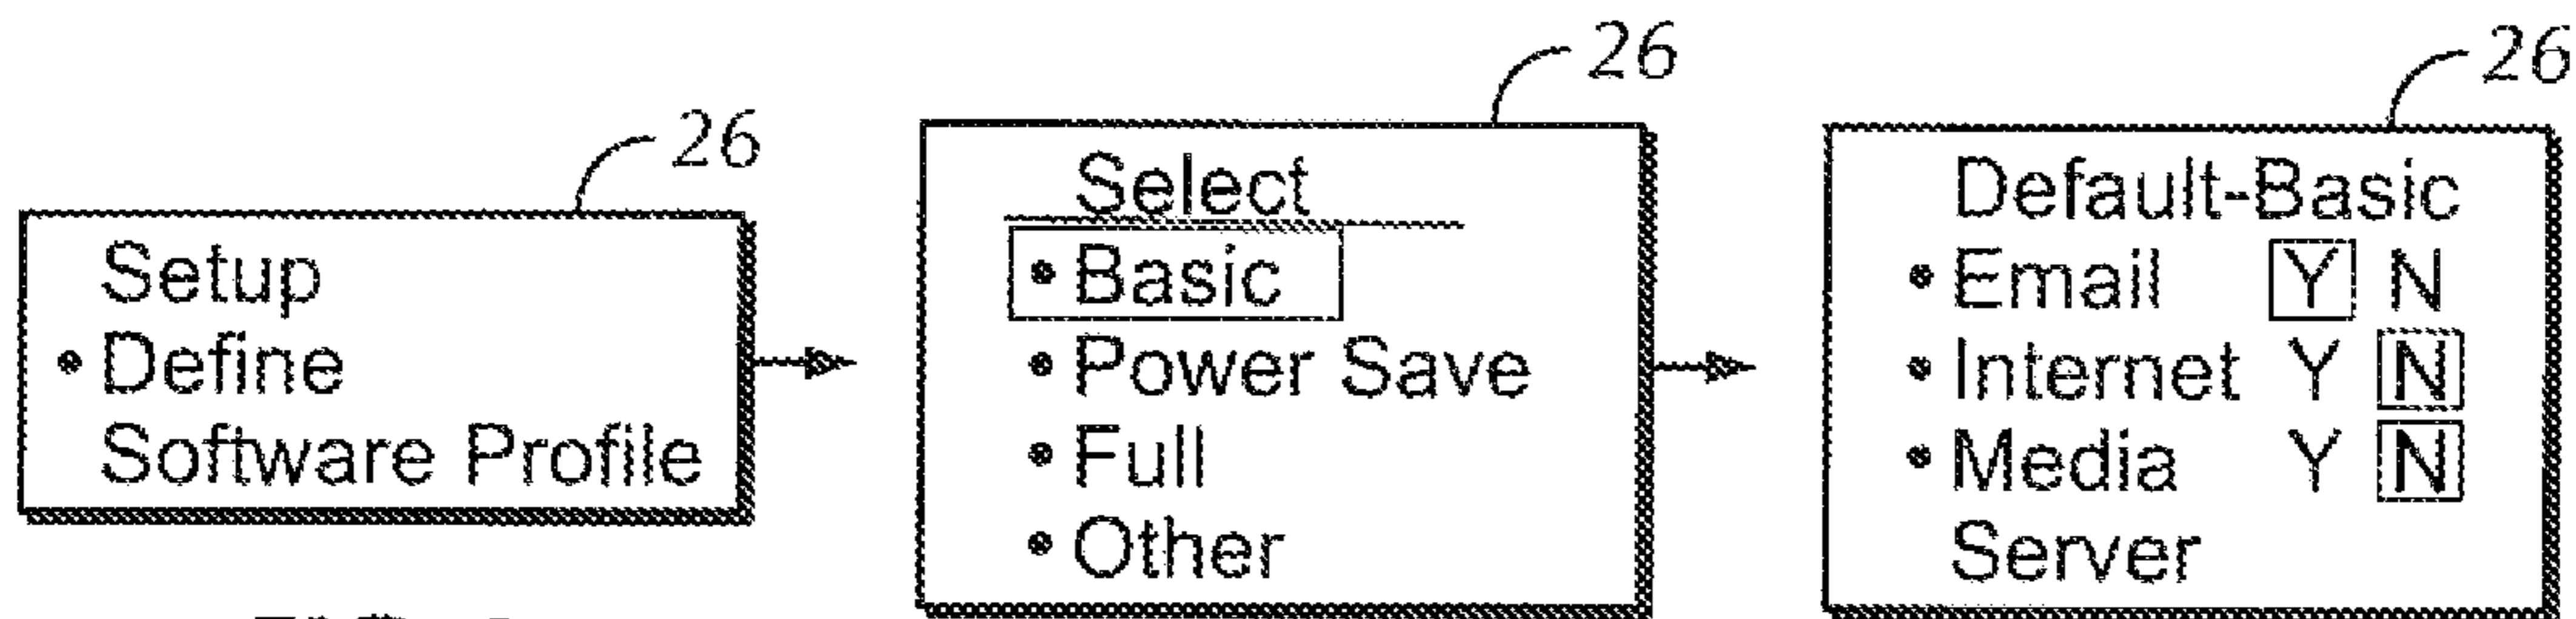 26
Setup
• Define
Software Profile
26
Select
• Basic
• Power Save
• Full
• Other
26
Default-Basic
• Email Y N
• Internet Y N
• Media Y N
Server